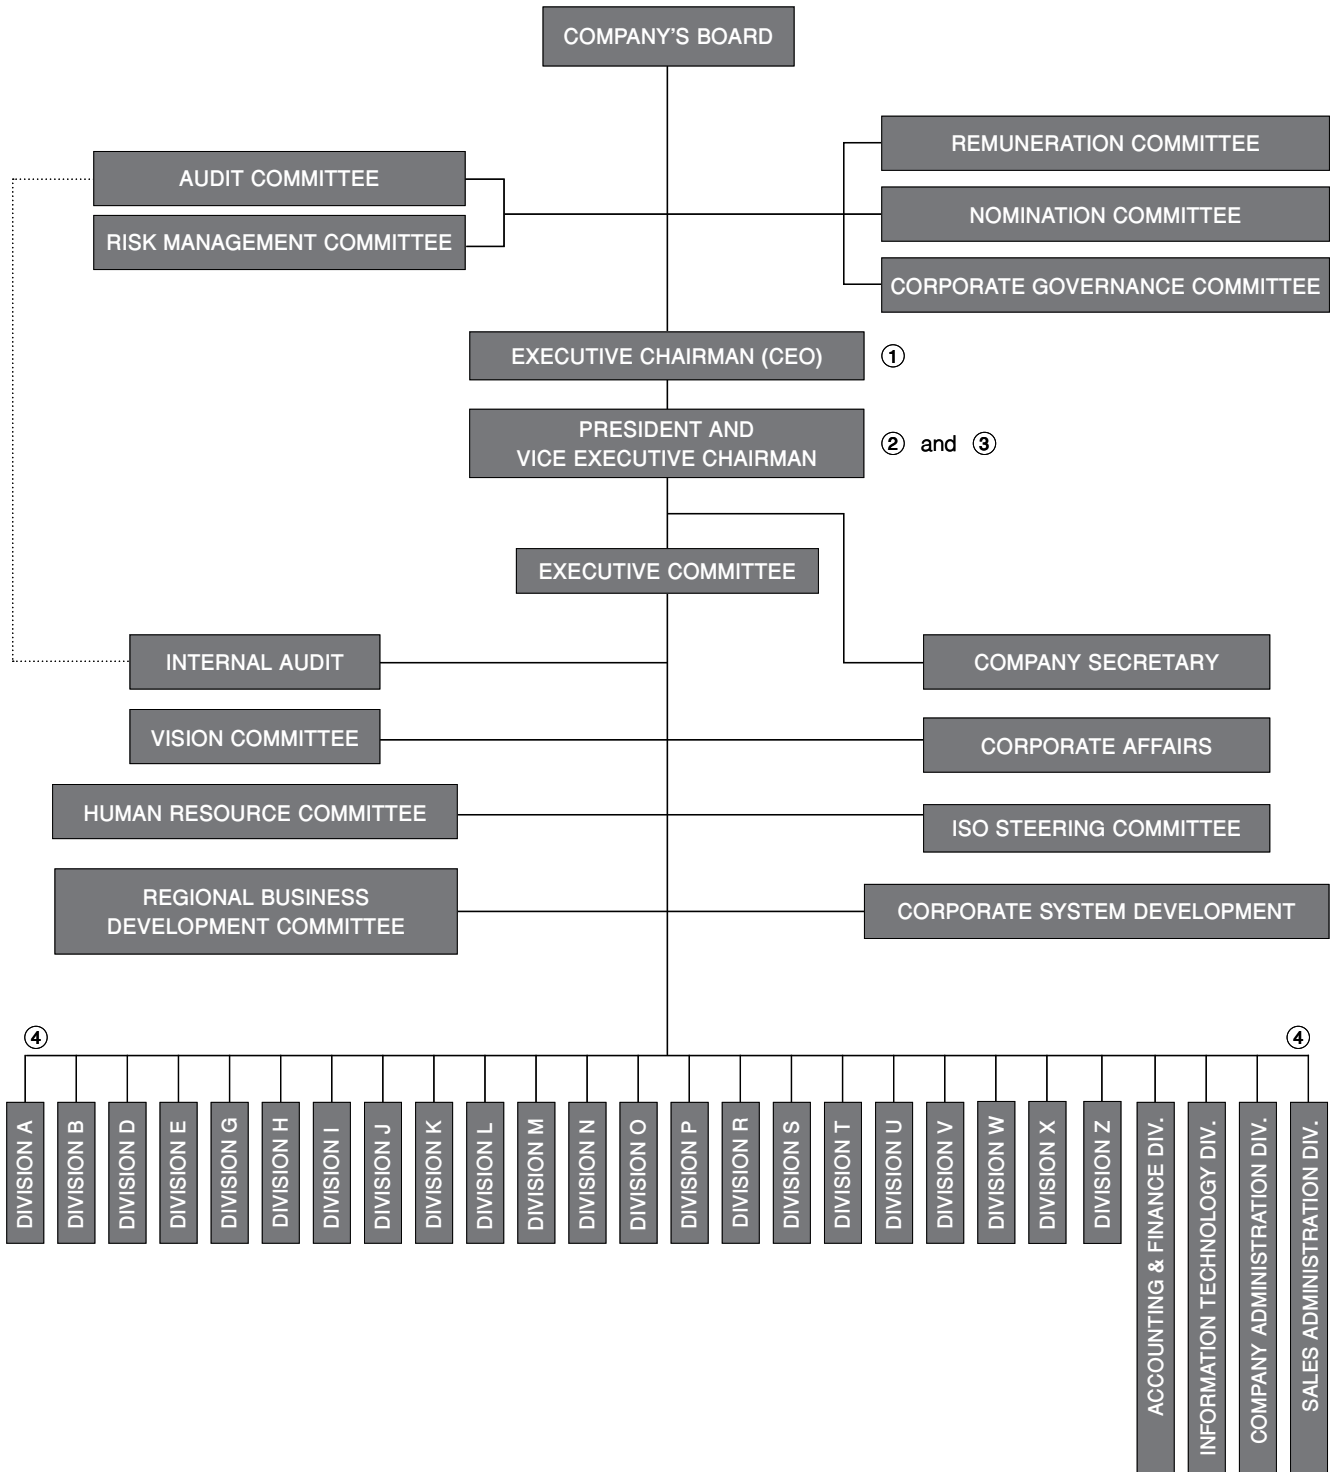 COMPANY'S BOARD
REMUNERATION COMMITTEE
AUDIT COMMITTEE
NOMINATION COMMITTEE
RISK MANAGEMENT COMMITTEE
CORPORATE GOVERNANCE COMMITTEE
EXECUTIVE CHAIRMAN (CEO) ①
PRESIDENT AND
VICE EXECUTIVE CHAIRMAN
② and ③
EXECUTIVE COMMITTEE
INTERNAL AUDIT
COMPANY SECRETARY
VISION COMMITTEE
CORPORATE AFFAIRS
HUMAN RESOURCE COMMITTEE
ISO STEERING COMMITTEE
REGIONAL BUSINESS
DEVELOPMENT COMMITTEE
CORPORATE SYSTEM DEVELOPMENT
④
④
DIVISION A
DIVISION B
DIVISION D
DIVISION E
DIVISION G
DIVISION H
DIVISION I
DIVISION J
DIVISION K
DIVISION L
DIVISION M
DIVISION N
DIVISION O
DIVISION P
DIVISION R
DIVISION S
DIVISION T
DIVISION U
DIVISION V
DIVISION W
DIVISION X
DIVISION Z
ACCOUNTING & FINANCE DIV.
INFORMATION TECHNOLOGY DIV.
COMPANY ADMINISTRATION DIV.
SALES ADMINISTRATION DIV.